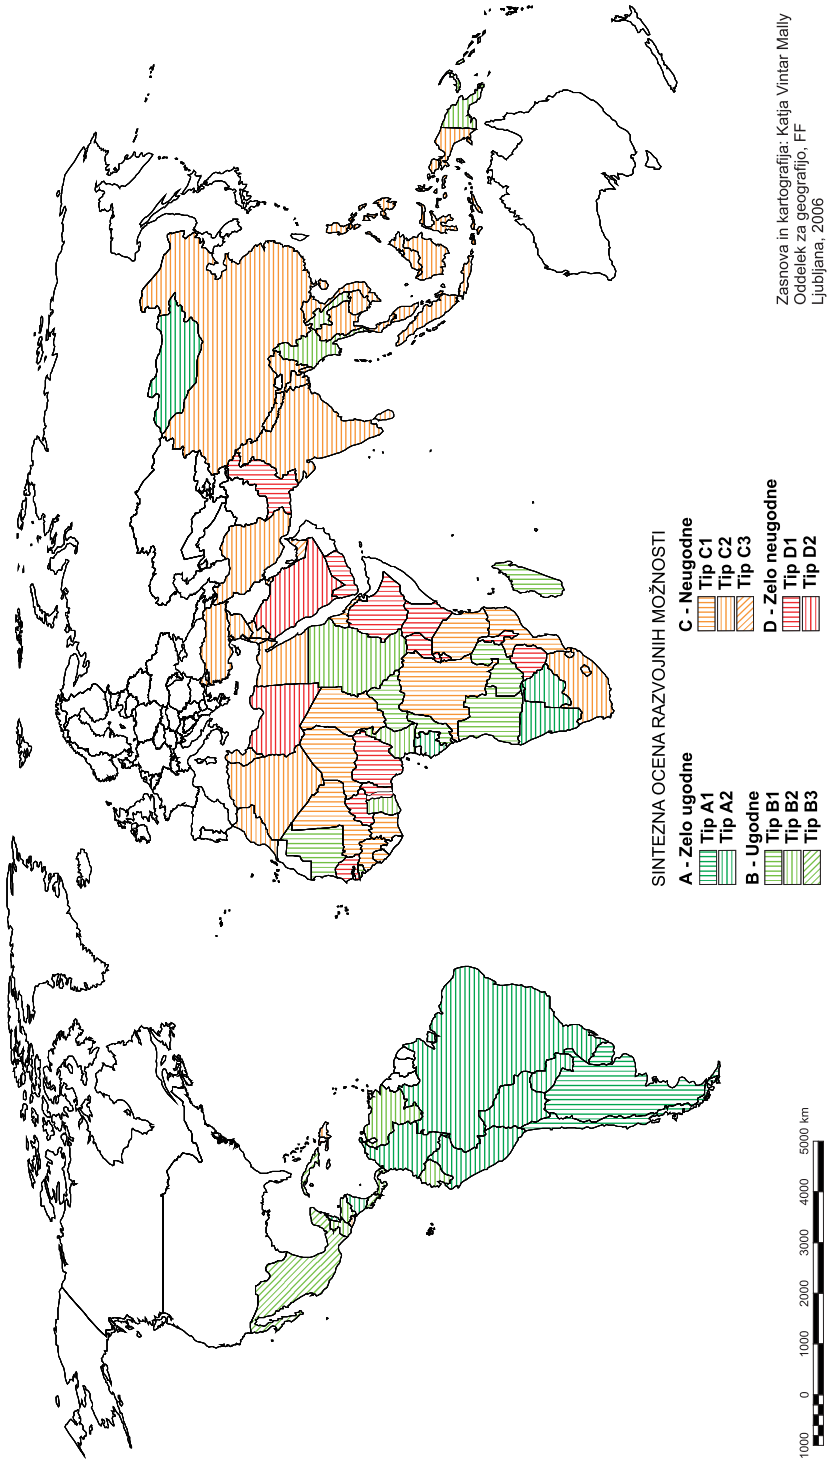 SINTEZNA OCENA RAZVOJNIH MOŽNOSTI
A - Zelo ugodne
Tip A1
Tip A2
B - Ugodne
Tip B1
Tip B2
Tip B3
C - Neugodne
Tip C1
Tip C2
Tip C3
D - Zelo neugodne
Tip D1
Tip D2
Zasnova in kartografija: Katja Vintar Mally
Oddelek za geografijo, FF
Ljubljana, 2006
1000 0 1000 2000 3000 4000 5000 km